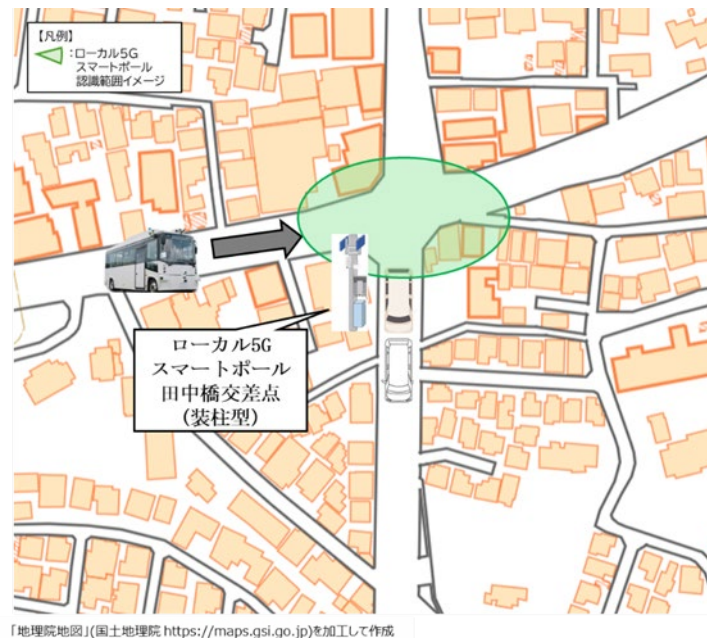 【凡例】
：ローカル5G
スマートポール
認識範囲イメージ
ローカル5G
スマートポール
田中橋交差点
(装柱型)
「地理院地図」(国土地理院 https://maps.gsi.go.jp)を加工して作成